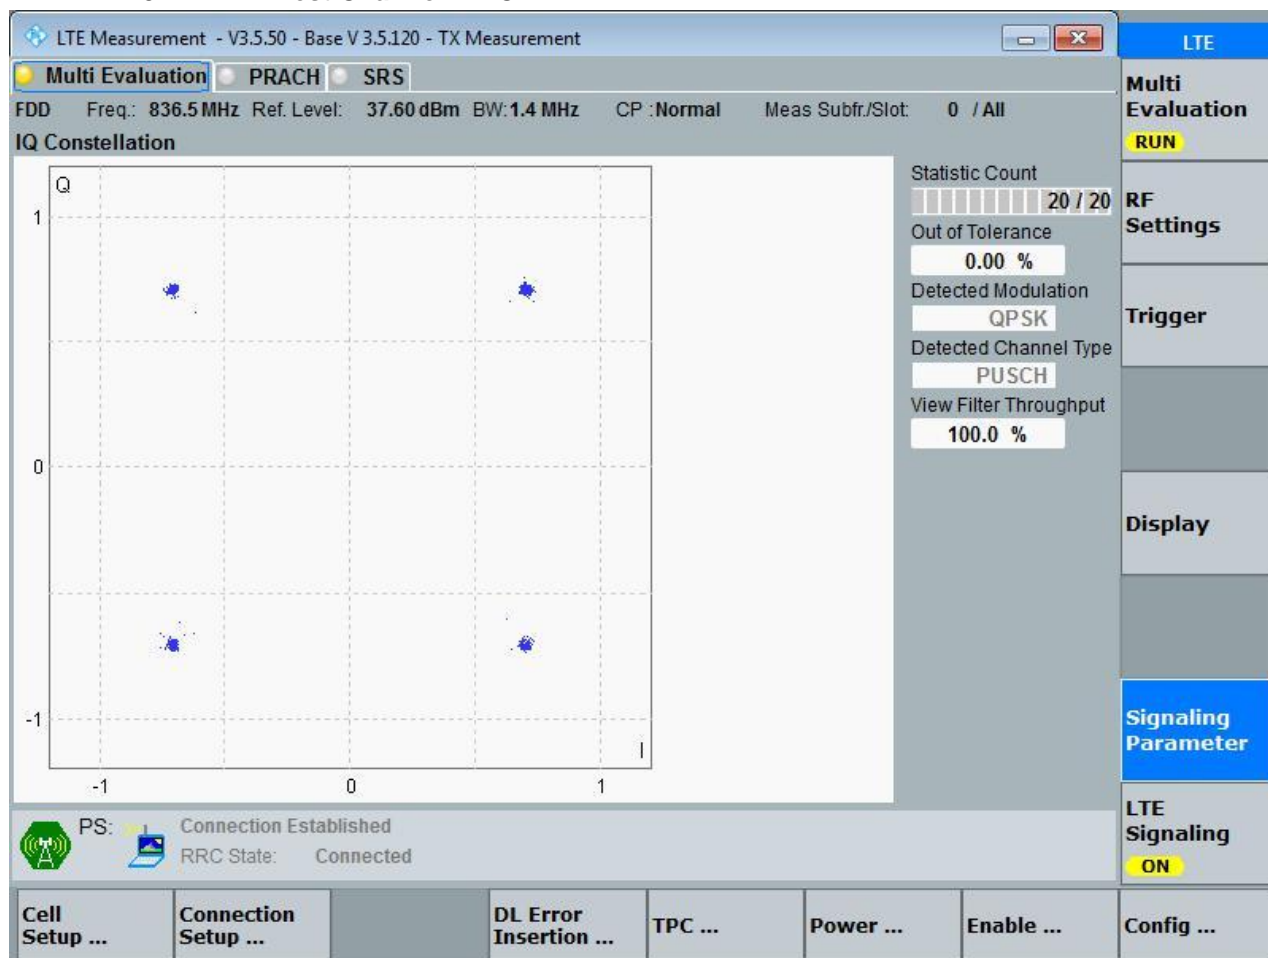 LTE Measurement - V3.5.50 - Base V 3.5.120 - TX Measurement
LTE
Multi Evaluation PRACH SRS
FDD Freq.: 836.5 MHz Ref. Level: 37.60 dBm BW: 1.4 MHz CP : Normal Meas Subfr./Slot: 0 / All
IQ Constellation
Q
1
0
-1
I
-1 0 1
Statistic Count
20 / 20
Out of Tolerance
0.00 %
Detected Modulation
QPSK
Detected Channel Type
PUSCH
View Filter Throughput
100.0 %
Multi
Evaluation
RUN
RF
Settings
Trigger
Display
Signaling
Parameter
LTE
Signaling
ON
PS: Connection Established
RRC State: Connected
Cell
Setup ...
Connection
Setup ...
DL Error
Insertion ...
TPC ...
Power ...
Enable ...
Config ...